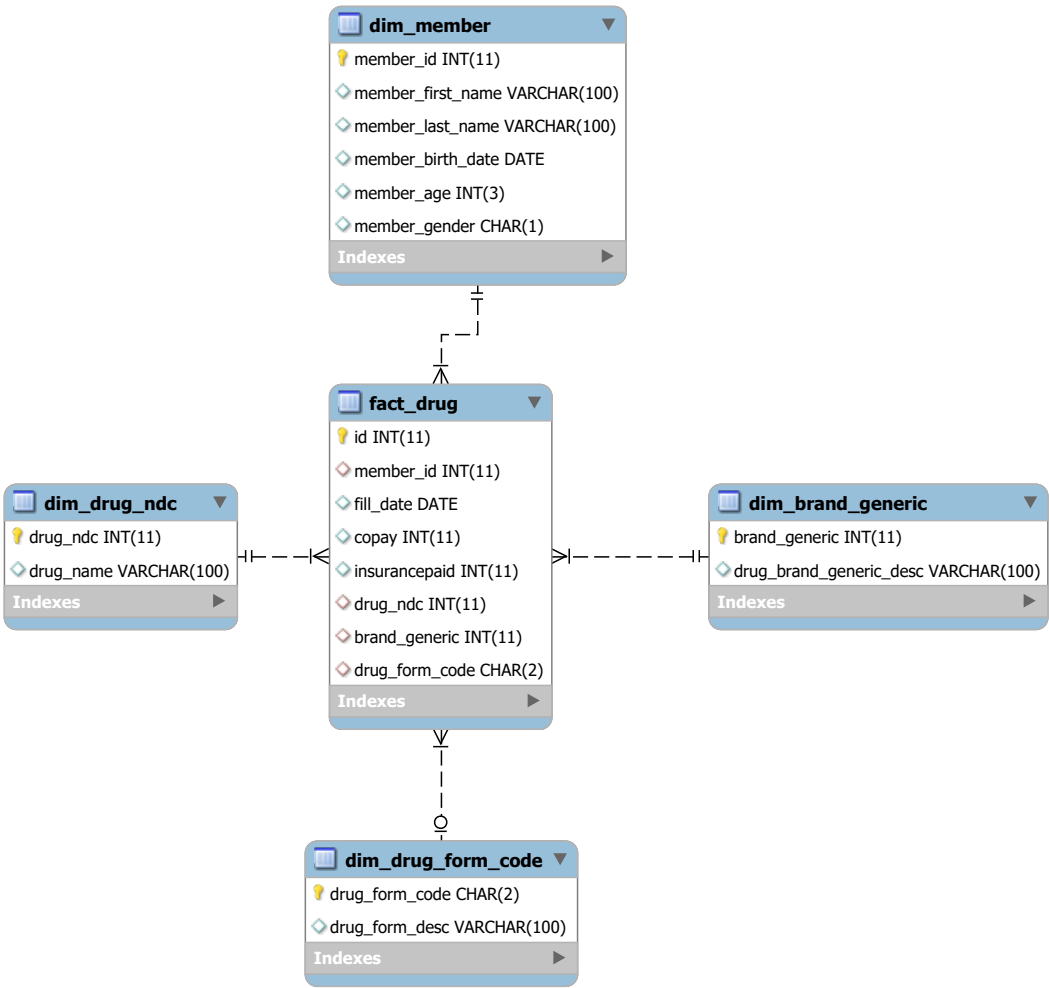 dim_member
member_id INT(11)
member_first_name VARCHAR(100)
member_last_name VARCHAR(100)
member_birth_date DATE
member_age INT(3)
member_gender CHAR(1)
Indexes
fact_drug
id INT(11)
member_id INT(11)
fill_date DATE
copay INT(11)
insurancepaid INT(11)
drug_ndc INT(11)
brand_generic INT(11)
drug_form_code CHAR(2)
Indexes
dim_drug_ndc
drug_ndc INT(11)
drug_name VARCHAR(100)
Indexes
dim_brand_generic
brand_generic INT(11)
drug_brand_generic_desc VARCHAR(100)
Indexes
dim_drug_form_code
drug_form_code CHAR(2)
drug_form_desc VARCHAR(100)
Indexes